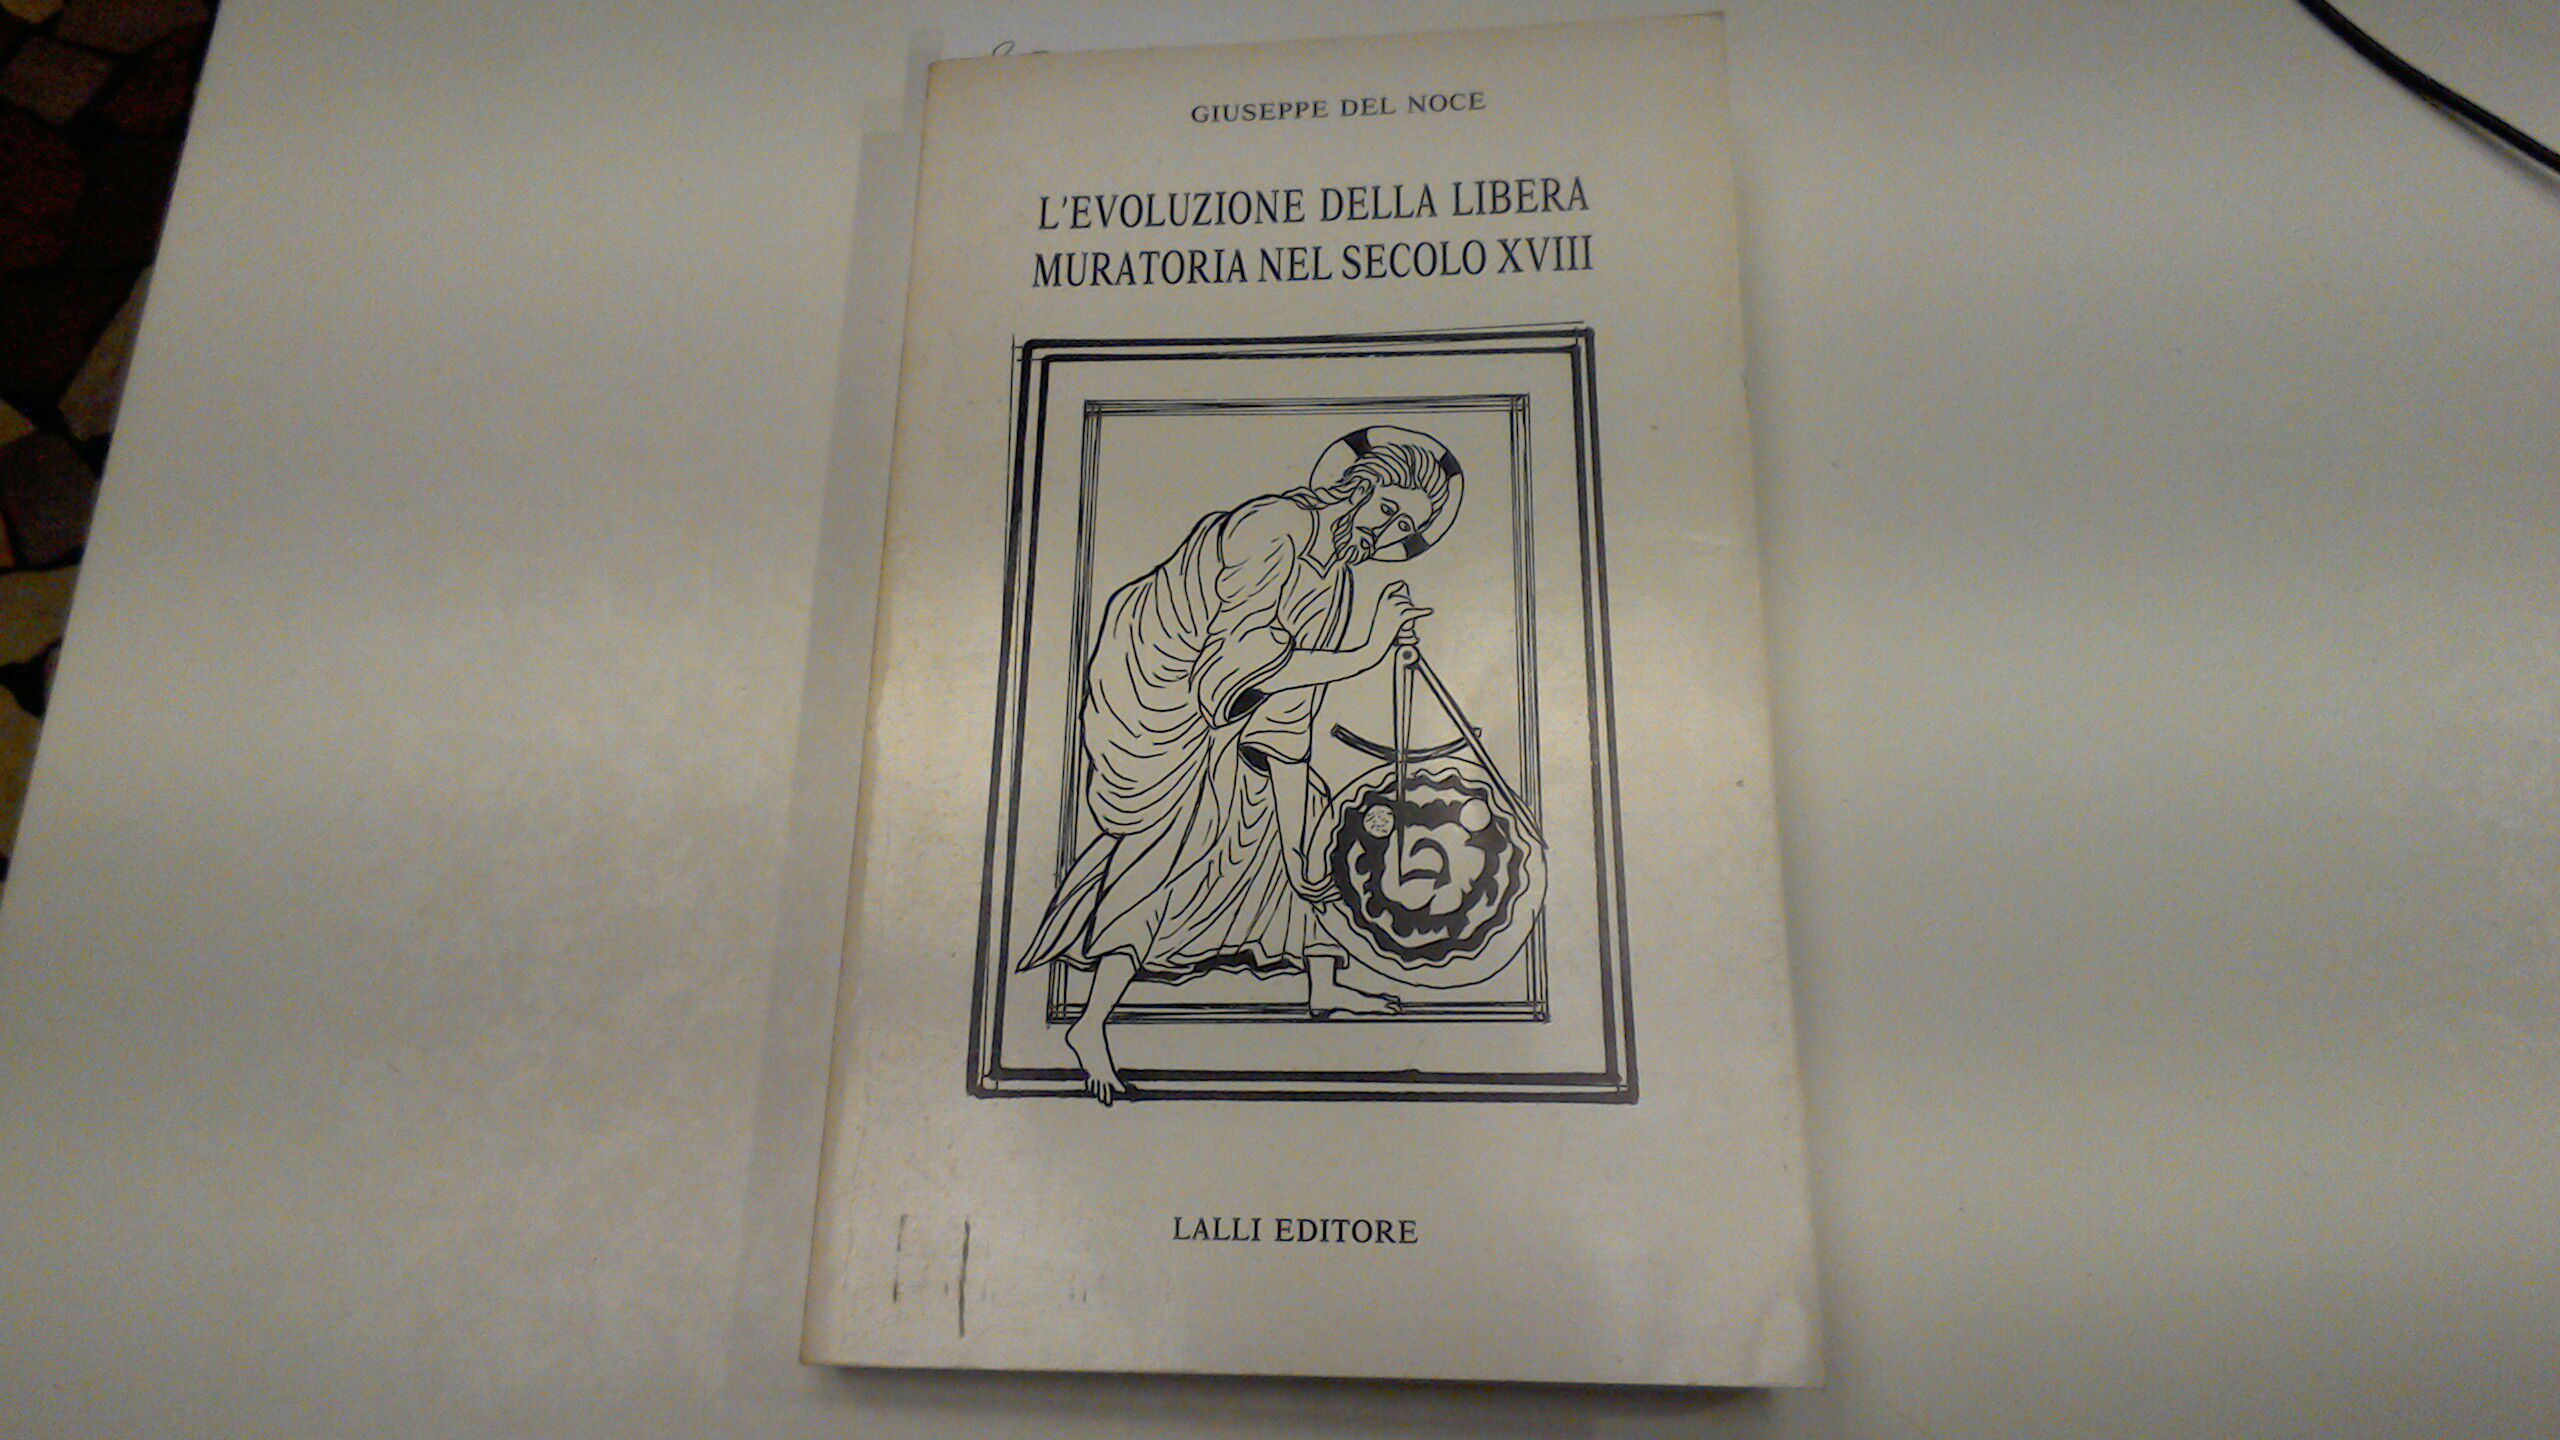 GIUSEPPE DEL NOCE
L'EVOLUZIONE DELLA LIBERA
MURATORIA NEL SECOLO XVIII
LALLI EDITORE